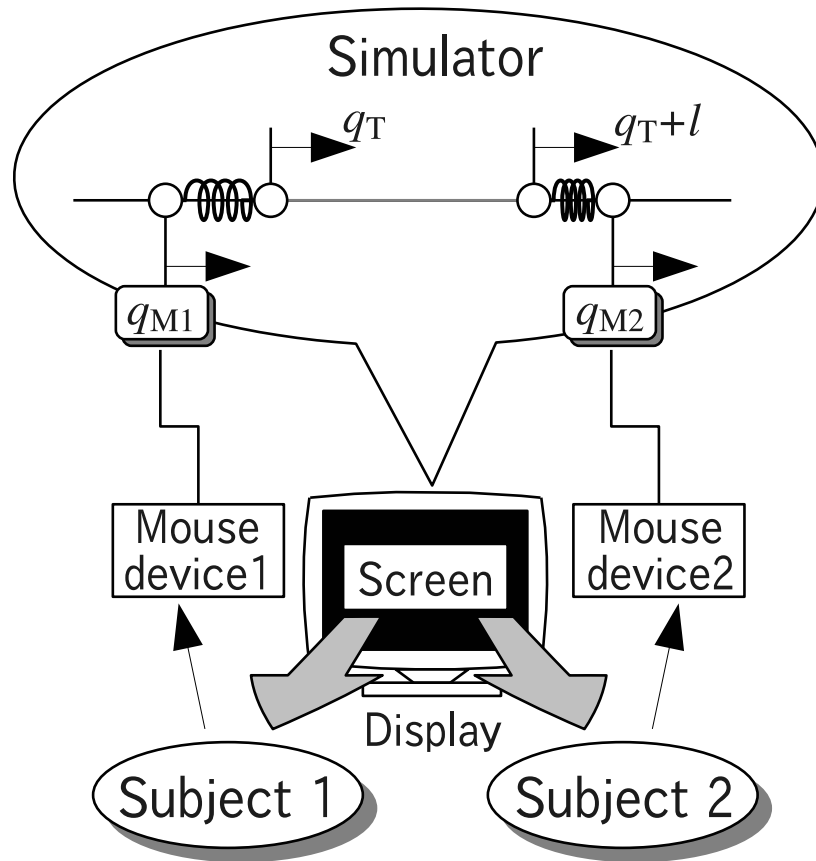 Simulator
qT
qT+l
qM1
qM2
Mouse
device1
Screen
Mouse
device2
Display
Subject 1
Subject 2